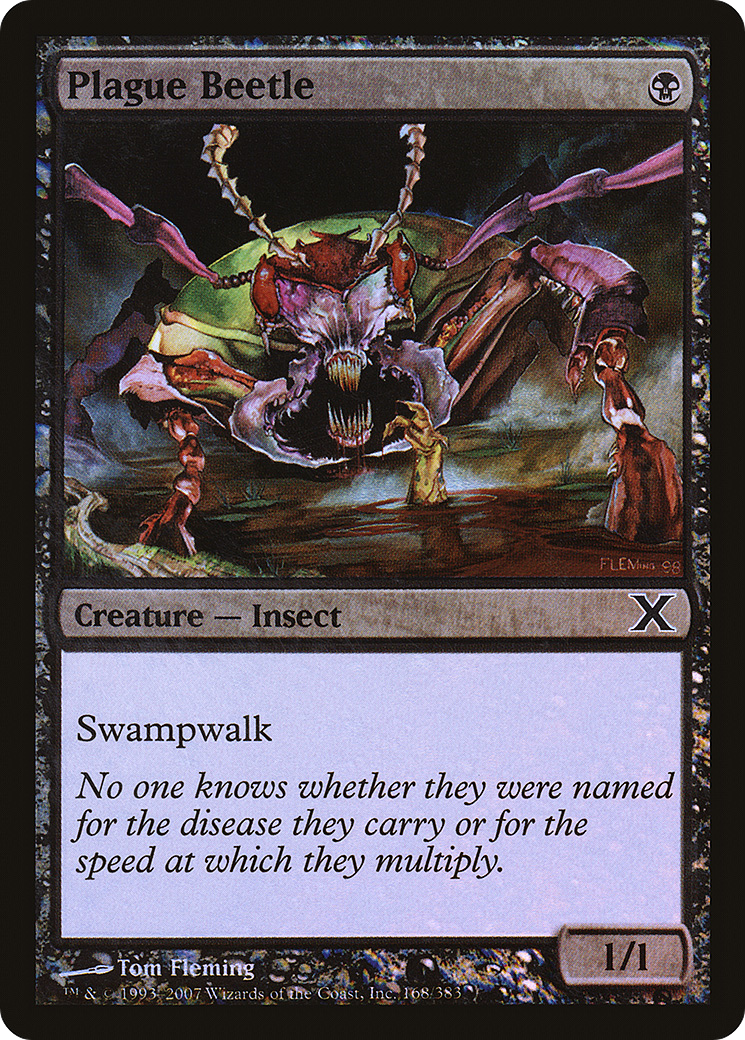 Plague Beetle
FLEMING 98
Creature — Insect
X
Swampwalk
No one knows whether they were named
for the disease they carry or for the
speed at which they multiply.
1/1
Tom Fleming
™ & © 1993–2007 Wizards of the Coast, Inc. 168/383